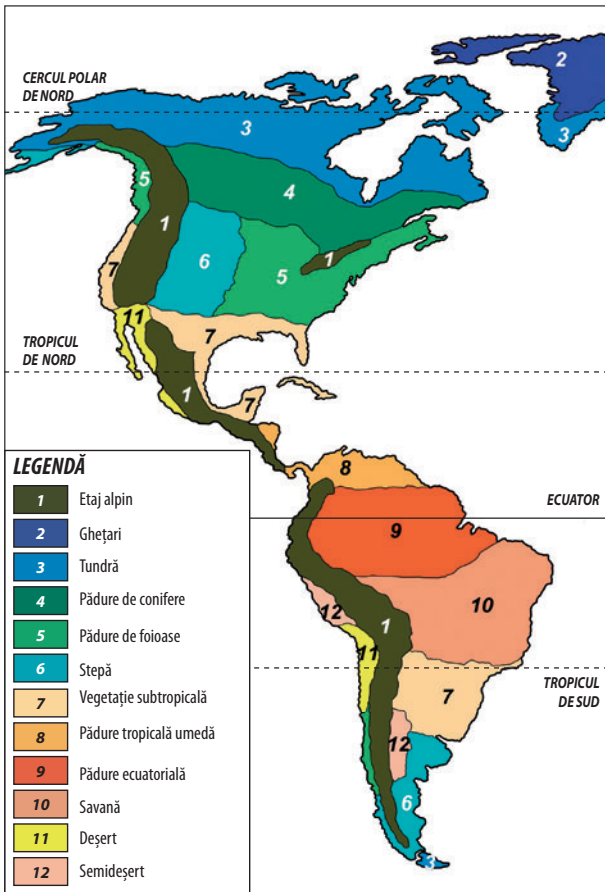 2
CERCUL POLAR
DE NORD
3
3
5
4
1
6
1
5
7
11
7
TROPICUL
DE NORD
1
7
LEGENDĂ
1 Etaj alpin
2 Ghețari
3 Tundră
4 Pădure de conifere
5 Pădure de foioase
6 Stepă
7 Vegetație subtropicală
8 Pădure tropicală umedă
9 Pădure ecuatorială
10 Savană
11 Deșert
12 Semideșert
8
ECUATOR
9
10
12
1
11
TROPICUL
DE SUD
7
12
6
3